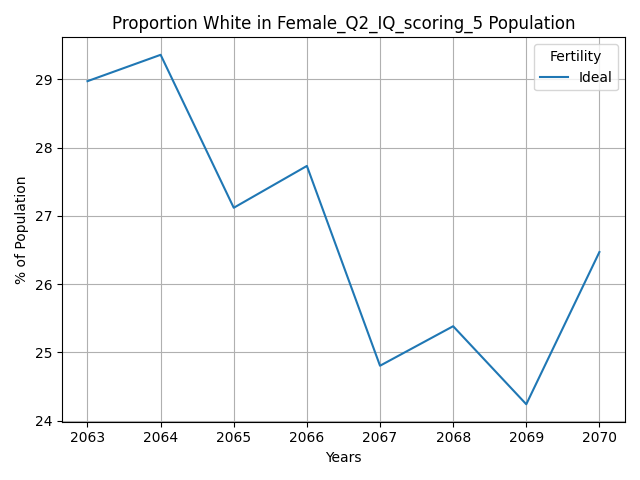 Proportion White in Female_Q2_IQ_scoring_5 Population
Fertility
Ideal
% of Population
29
28
27
26
25
24
2063 2064 2065 2066 2067 2068 2069 2070
Years